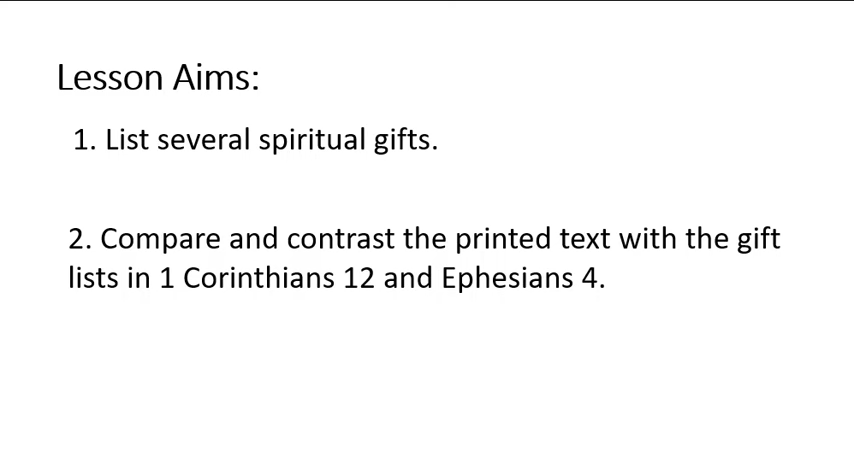 Lesson Aims:
1. List several spiritual gifts.
2. Compare and contrast the printed text with the gift
lists in 1 Corinthians 12 and Ephesians 4.